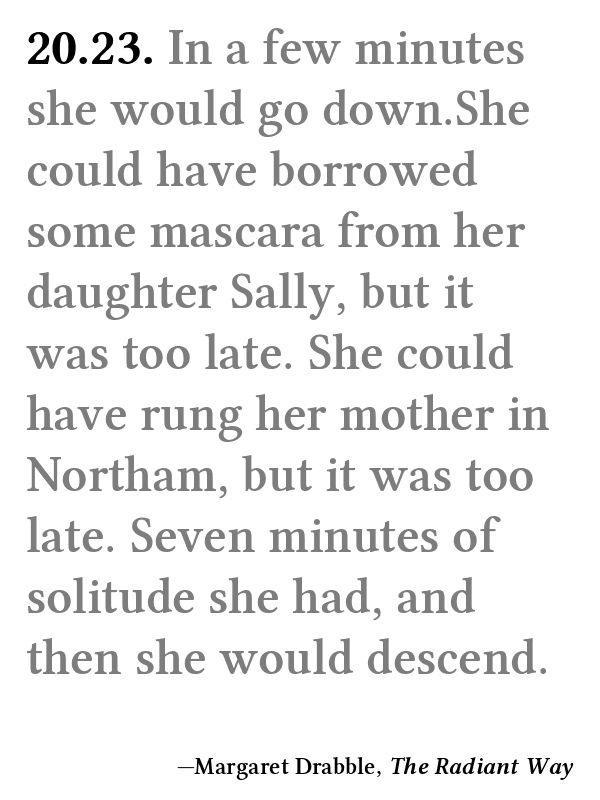 20.23. In a few minutes
she would go down.She
could have borrowed
some mascara from her
daughter Sally, but it
was too late. She could
have rung her mother in
Northam, but it was too
late. Seven minutes of
solitude she had, and
then she would descend.
—Margaret Drabble, The Radiant Way